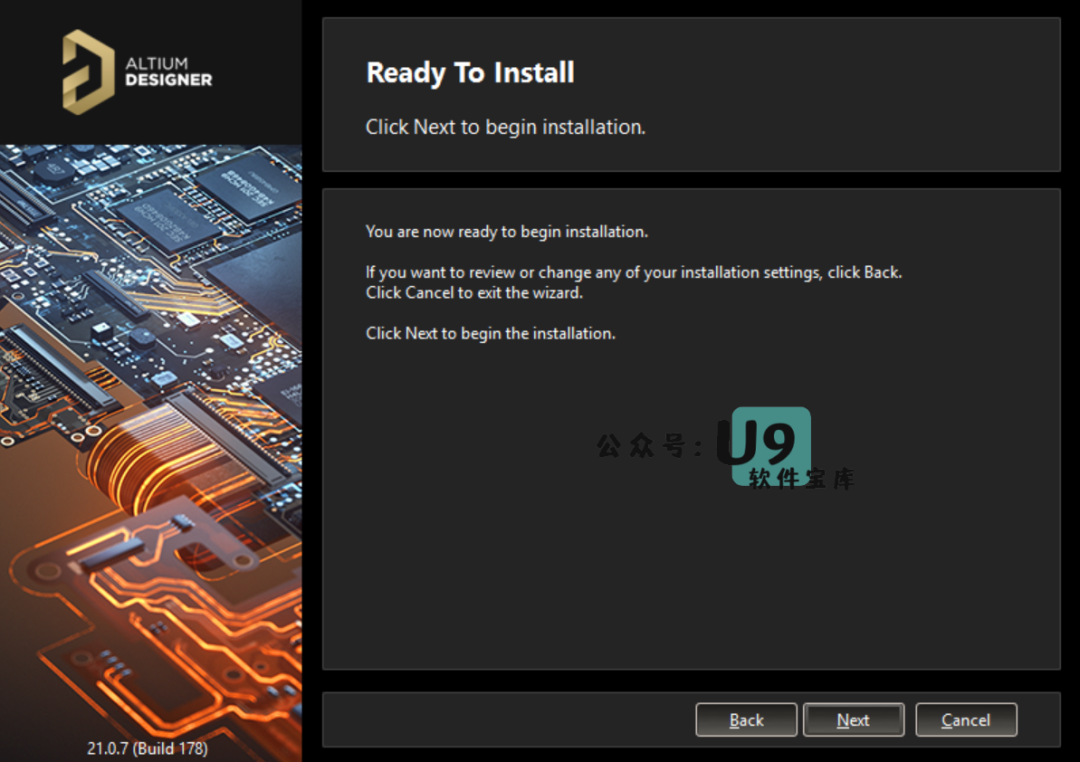 ALTIUM
DESIGNER
Ready To Install
Click Next to begin installation.
You are now ready to begin installation.
If you want to review or change any of your installation settings, click Back.
Click Cancel to exit the wizard.
Click Next to begin the installation.
公众号:U9
软件宝库
21.0.7 (Build 178)
Back
Next
Cancel